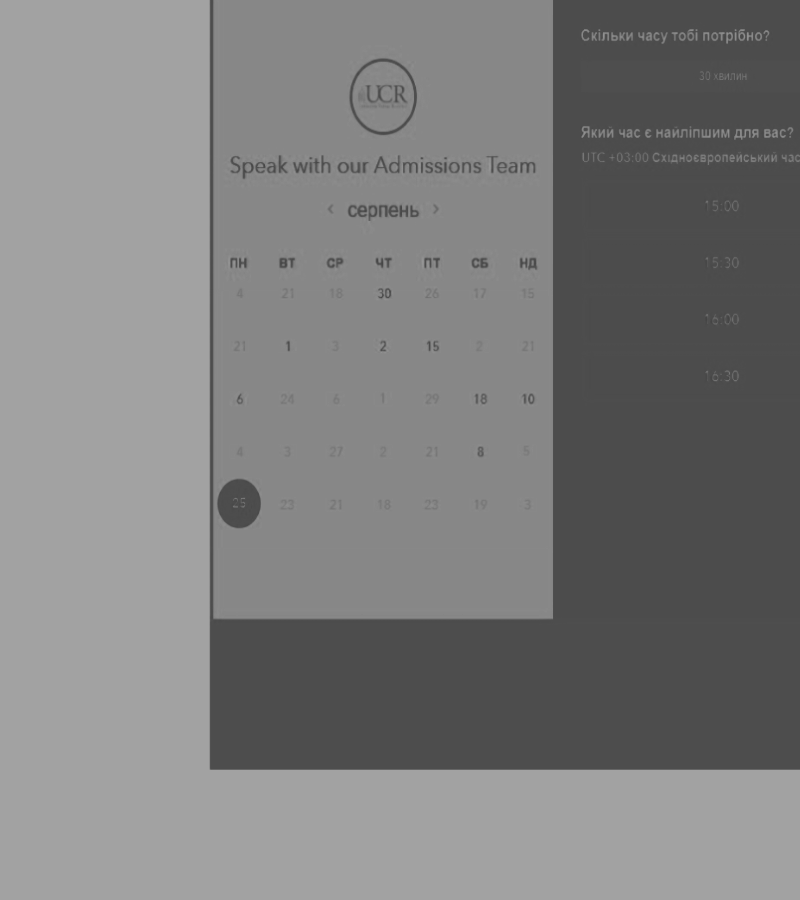 UCR
Speak with our Admissions Team
< серпень >
ПН ВТ СР ЧТ ПТ СБ НД
4 21 18 30 26 17 15
21 1 3 2 15 2 21
6 24 6 1 29 18 10
4 3 27 2 21 8 5
25 23 21 18 23 19 3
Скільки часу тобі потрібно?
30 хвилин
Який час є найліпшим для вас?
UTC +03:00 Східноєвропейський час
15:00
15:30
16:00
16:30